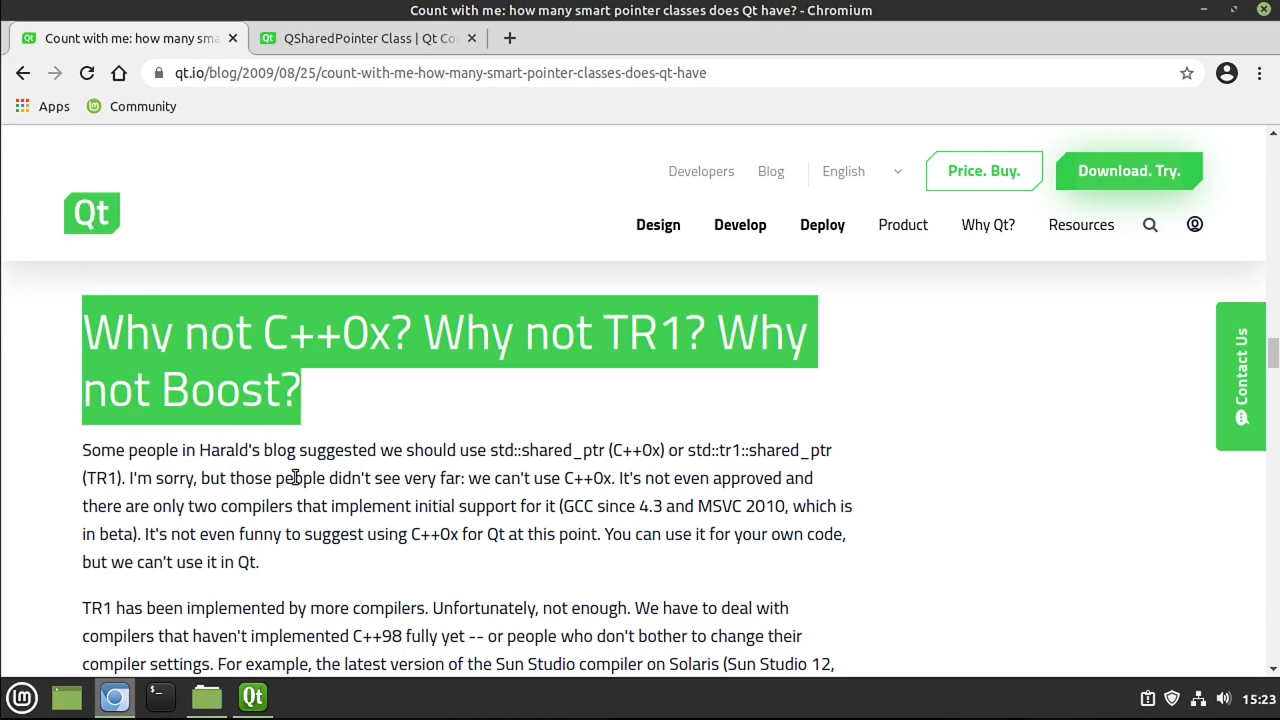 Count with me: how many smart pointer classes does Qt have? - Chromium
Count with me: how many sma
QSharedPointer Class | Qt Co
qt.io/blog/2009/08/25/count-with-me-how-many-smart-pointer-classes-does-qt-have
Apps
Community
Developers
Blog
English
Price. Buy.
Download. Try.
Qt
Design
Develop
Deploy
Product
Why Qt?
Resources
Contact Us
Why not C++0x? Why not TR1? Why
not Boost?
Some people in Harald's blog suggested we should use std::shared_ptr (C++0x) or std::tr1::shared_ptr
(TR1). I'm sorry, but those people didn't see very far: we can't use C++0x. It's not even approved and
there are only two compilers that implement initial support for it (GCC since 4.3 and MSVC 2010, which is
in beta). It's not even funny to suggest using C++0x for Qt at this point. You can use it for your own code,
but we can't use it in Qt.
TR1 has been implemented by more compilers. Unfortunately, not enough. We have to deal with
compilers that haven't implemented C++98 fully yet -- or people who don't bother to change their
compiler settings. For example, the latest version of the Sun Studio compiler on Solaris (Sun Studio 12,
15:23